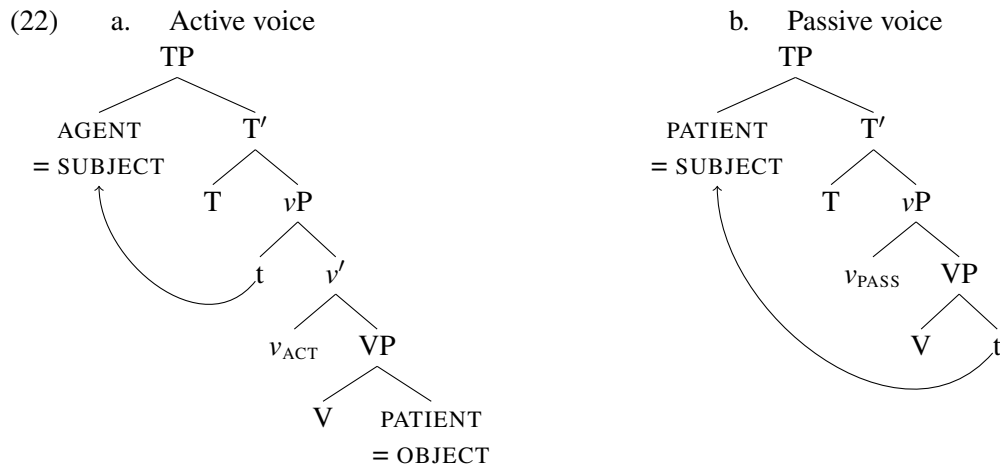 (22) a. Active voice b. Passive voice
TP TP
AGENT T′ PATIENT T′
= SUBJECT = SUBJECT
T vP T vP
t v′ vPASS VP
vACT VP V t
V PATIENT
= OBJECT